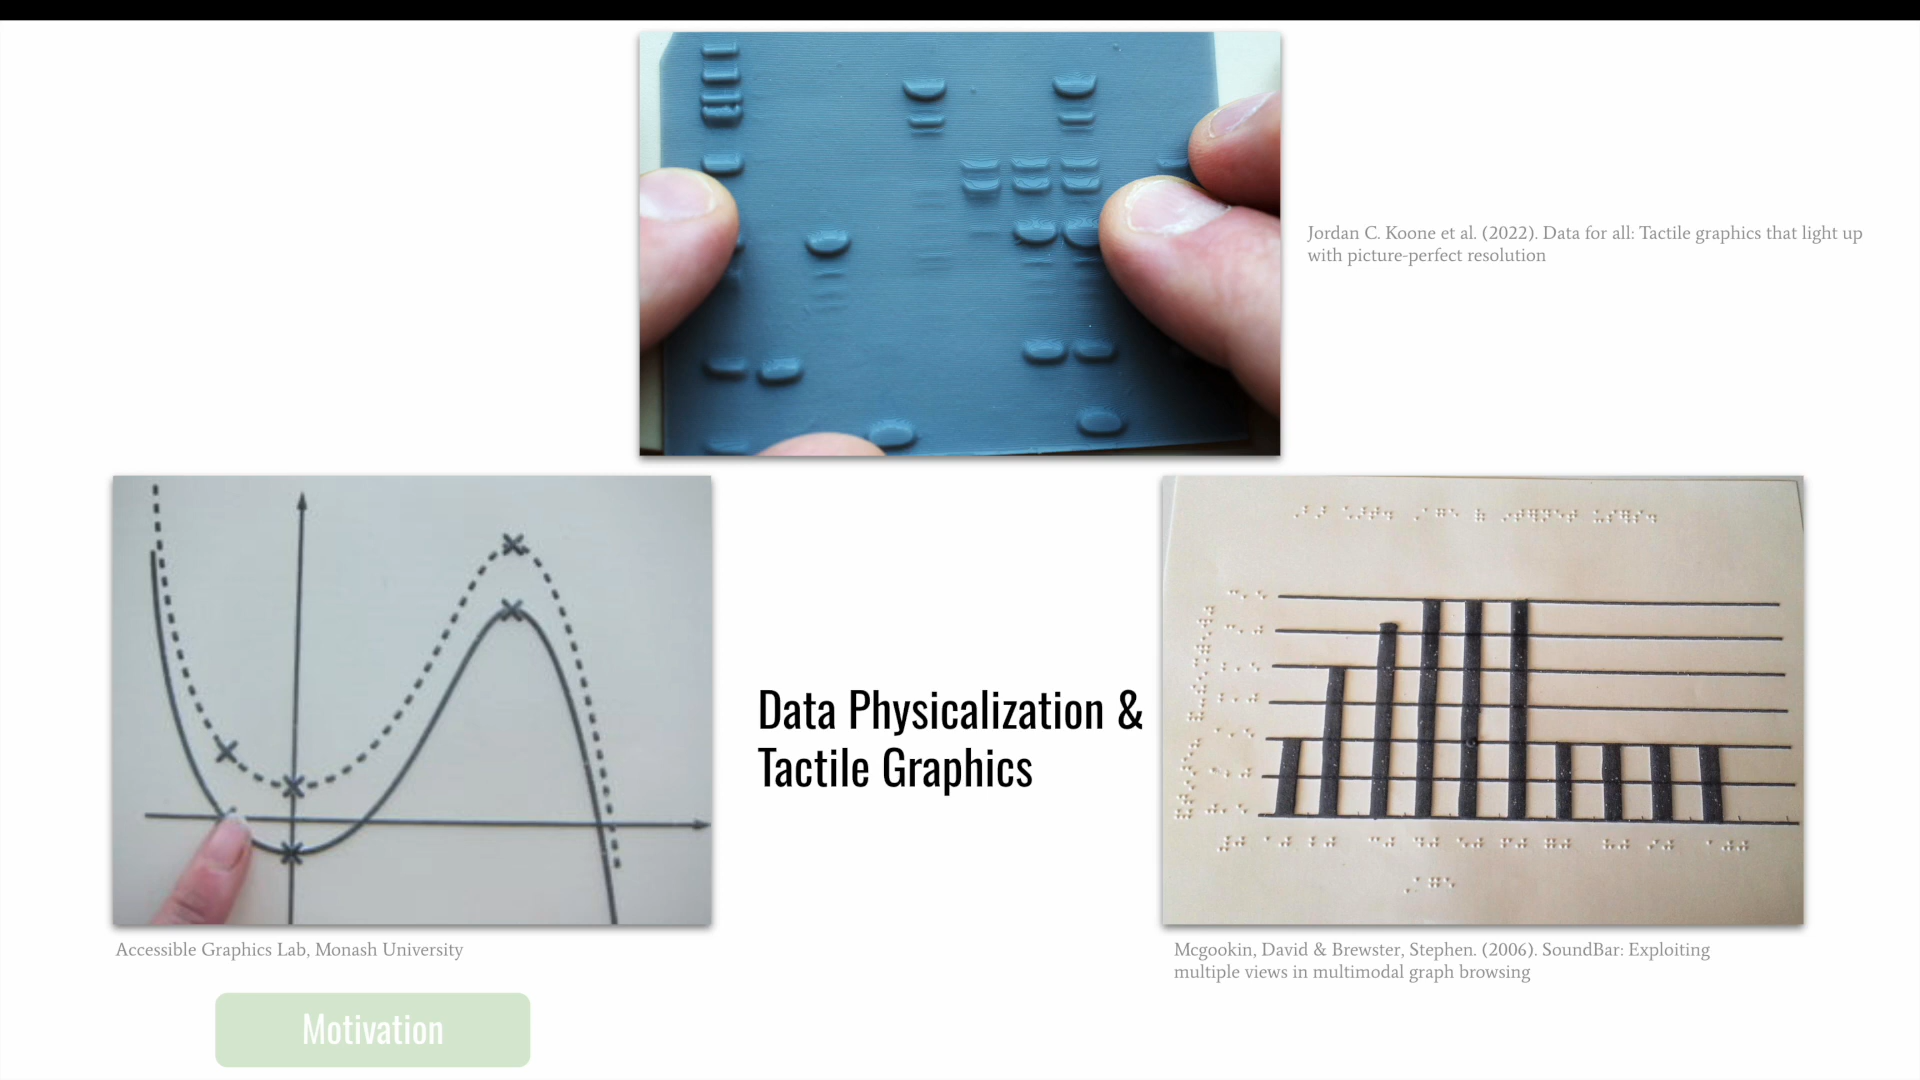 Jordan C. Koone et al. (2022). Data for all: Tactile graphics that light up
with picture-perfect resolution
Data Physicalization &
Tactile Graphics
Accessible Graphics Lab, Monash University
Mcgookin, David & Brewster, Stephen. (2006). SoundBar: Exploiting
multiple views in multimodal graph browsing
Motivation